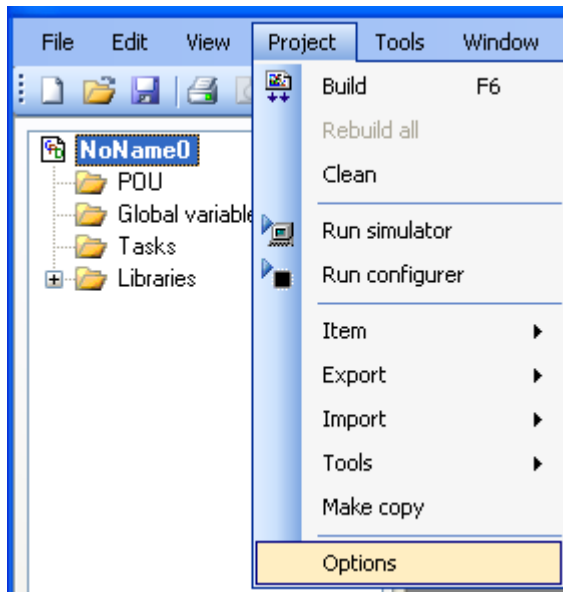 File Edit View Project Tools Window
NoName0
POU
Global variable
Tasks
Libraries
Build F6
Rebuild all
Clean
Run simulator
Run configurer
Item
Export
Import
Tools
Make copy
Options